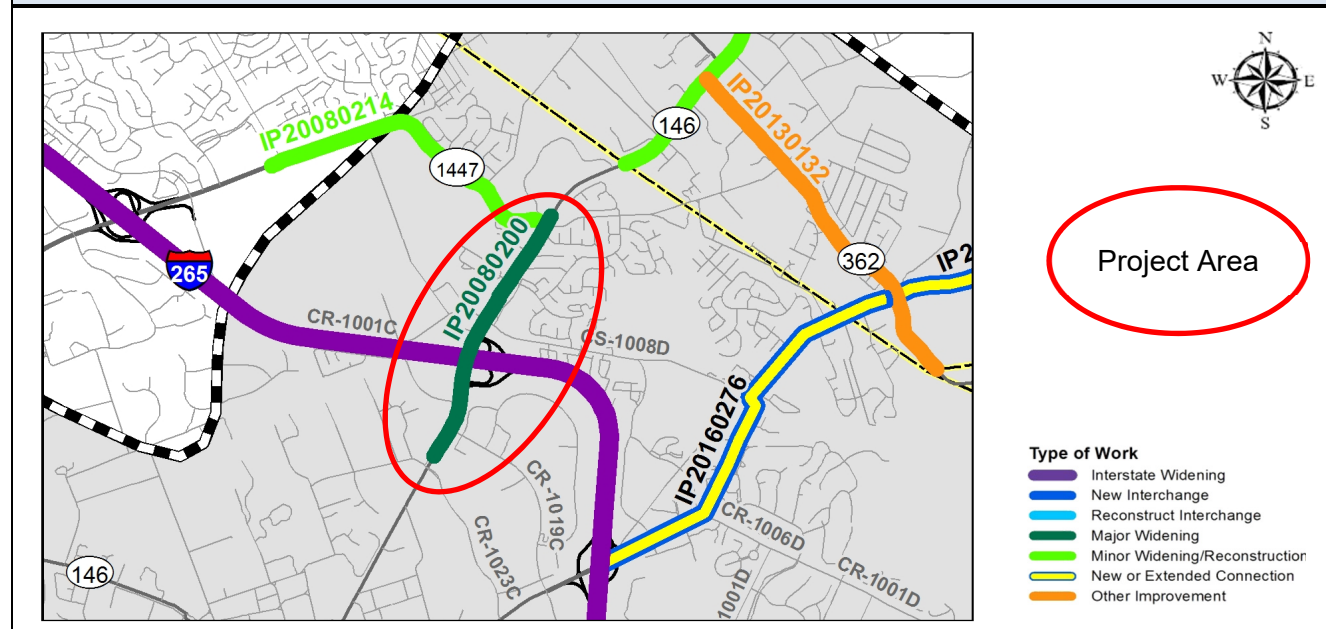 N
W E
S
IP20080214
146
IP20130132
1447
IP20080200
362
IP2
265
CR-1001C
CS-1008D
IP20160276
CR-1019C
CR-1023C
CR-1006D
CR-1001D
1001D
146
Project Area
Type of Work
Interstate Widening
New Interchange
Reconstruct Interchange
Major Widening
Minor Widening/Reconstruction
New or Extended Connection
Other Improvement